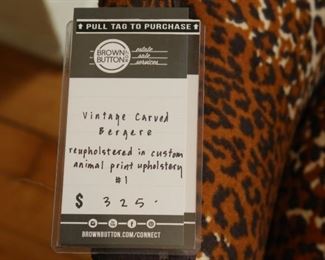 PULL TAG TO PURCHASE
BROWN
BUTTON
estate
sale
services
Vintage Carved
Bergere
reupholstered in custom
animal print upholstery
#1
$ 325-
BROWNBUTTON.COM/CONNECT